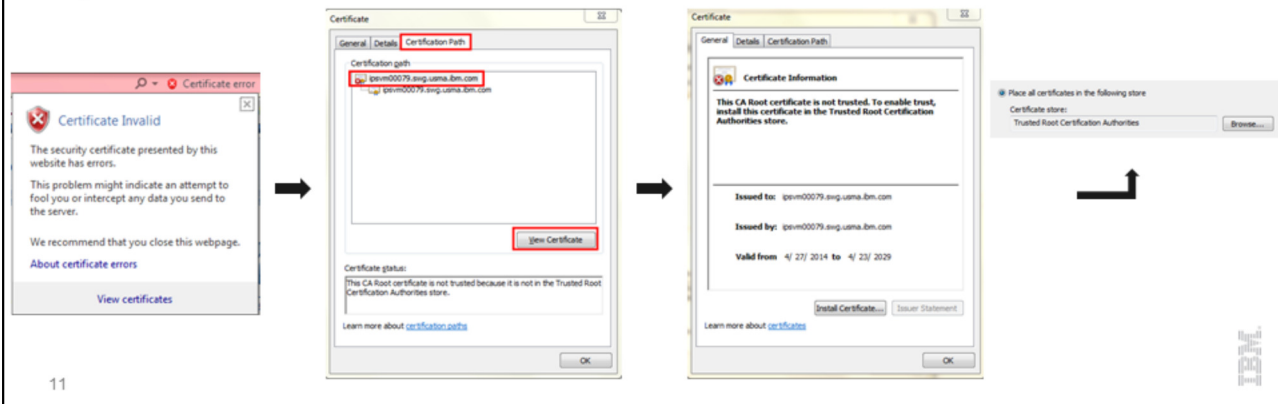 Certificate error
Certificate Invalid
The security certificate presented by this
website has errors.
This problem might indicate an attempt to
fool you or intercept any data you send to
the server.
We recommend that you close this webpage.
About certificate errors
View certificates
Certificate
General Details Certification Path
Certification path
ipsvm00079.swg.usma.ibm.com
ipsvm00079.swg.usma.ibm.com
View Certificate
Certificate status:
This CA Root certificate is not trusted because it is not in the Trusted Root
Certification Authorities store.
Learn more about certification paths
OK
Certificate
General Details Certification Path
Certificate Information
This CA Root certificate is not trusted. To enable trust,
install this certificate in the Trusted Root Certification
Authorities store.
Issued to: ipsvm00079.swg.usma.ibm.com
Issued by: ipsvm00079.swg.usma.ibm.com
Valid from 4/ 27/ 2014 to 4/ 23/ 2029
Install Certificate... Issuer Statement
Learn more about certificates
OK
Place all certificates in the following store
Certificate store:
Trusted Root Certification Authorities
Browse...
11
IBM